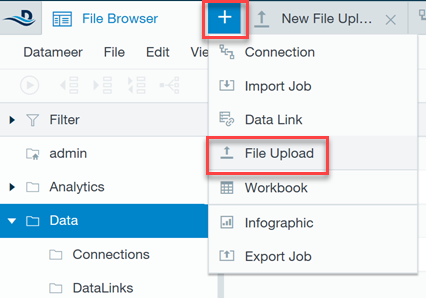 File Browser
+
New File Uplo...
Datameer File Edit Vie
Connection
Import Job
Data Link
File Upload
Workbook
Infographic
Export Job
Filter
admin
Analytics
Data
Connections
DataLinks